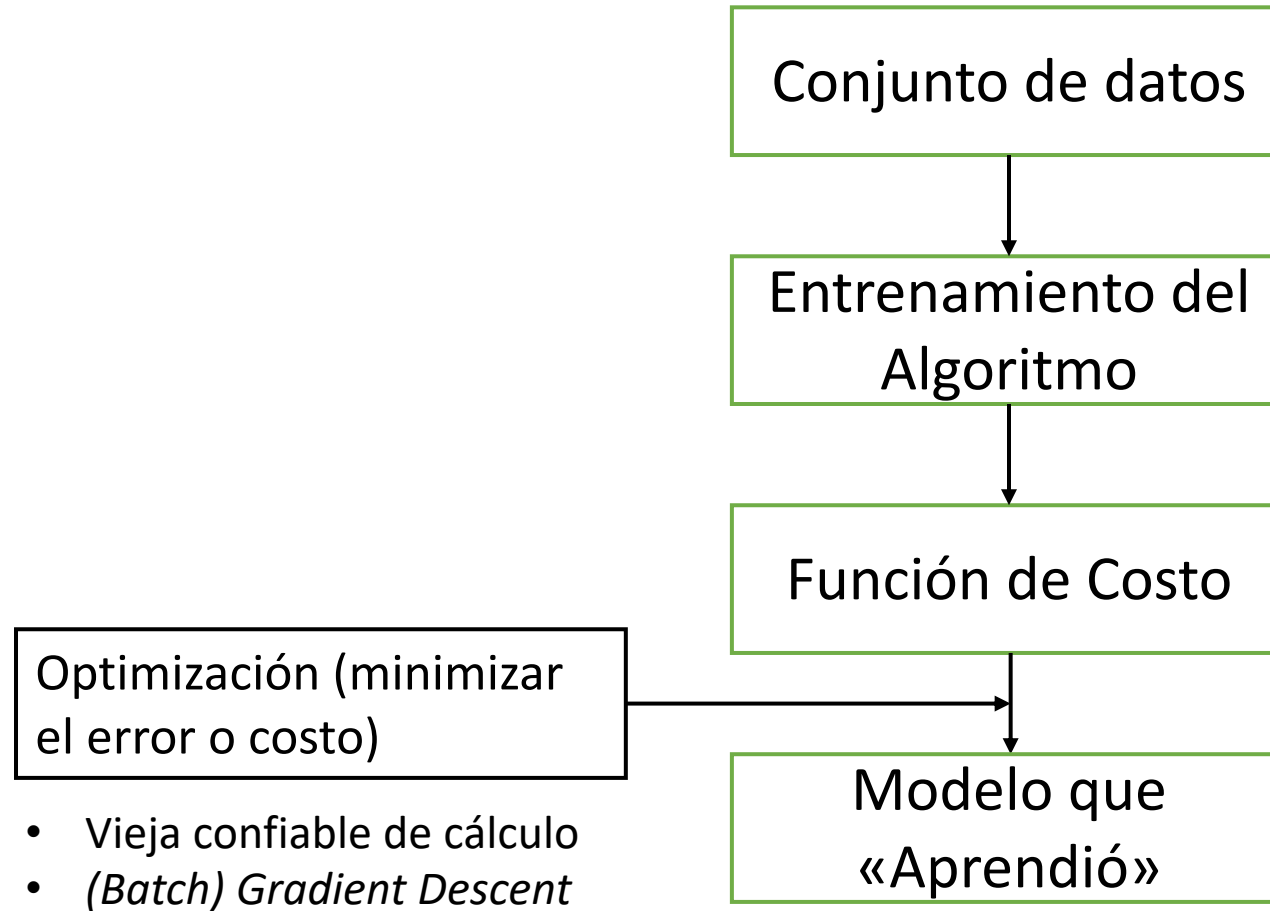 Conjunto de datos
Entrenamiento del
Algoritmo
Función de Costo
Optimización (minimizar
el error o costo)
• Vieja confiable de cálculo
• (Batch) Gradient Descent
Modelo que
«Aprendió»